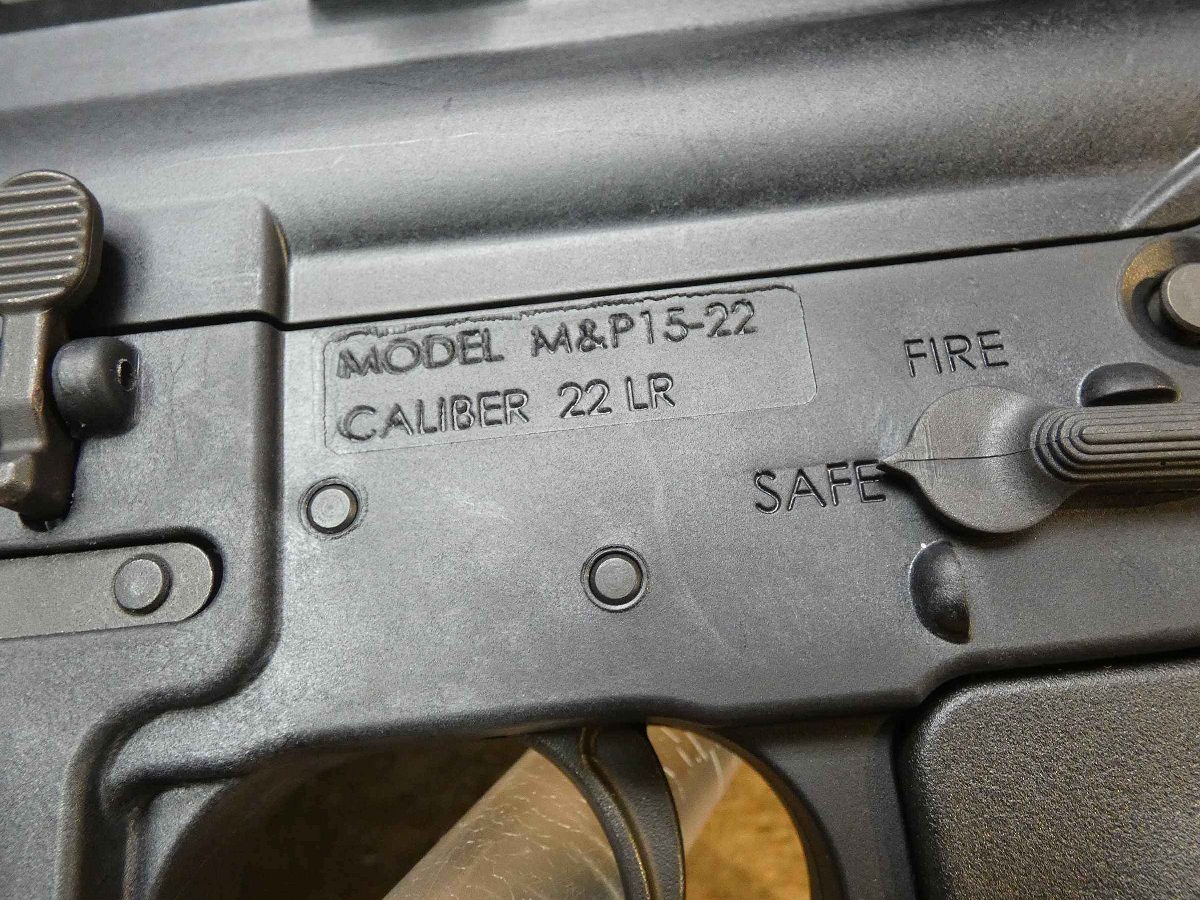 MODEL M&P15-22
CALIBER 22 LR
FIRE
SAFE